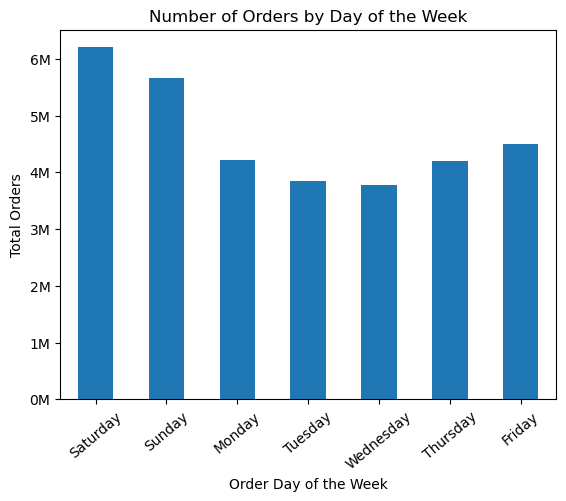 Number of Orders by Day of the Week
Total Orders
6M
5M
4M
3M
2M
1M
0M
Saturday
Sunday
Monday
Tuesday
Wednesday
Thursday
Friday
Order Day of the Week